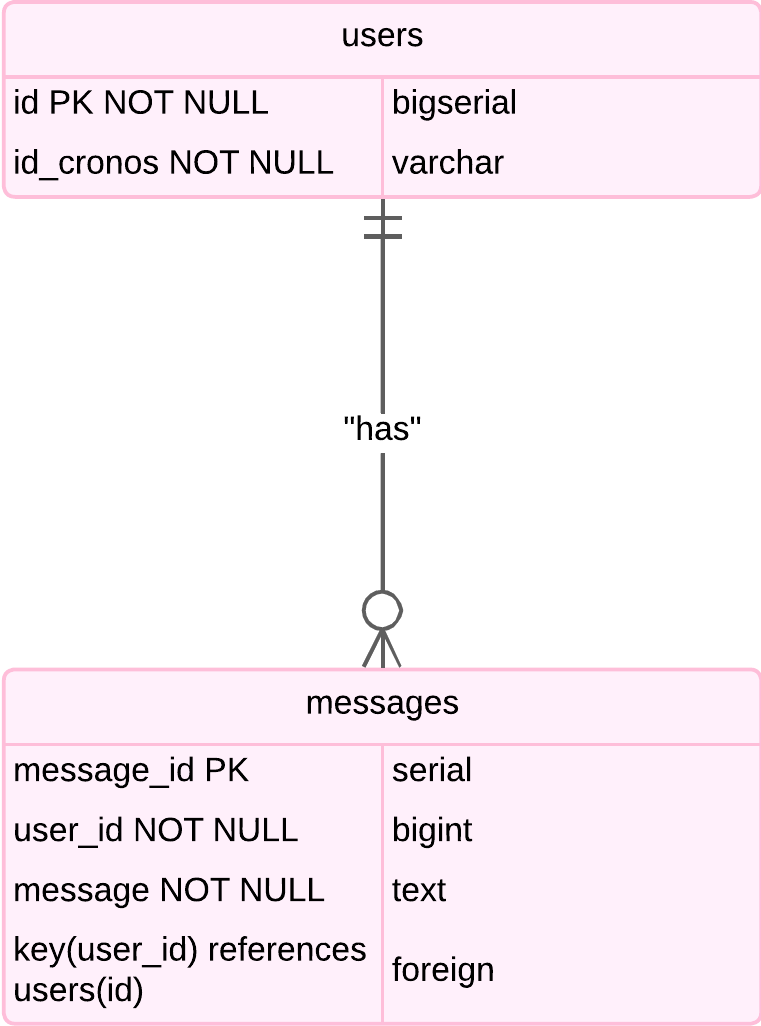 users
id PK NOT NULL
bigserial
id_cronos NOT NULL
varchar
"has"
messages
message_id PK
serial
user_id NOT NULL
bigint
message NOT NULL
text
key(user_id) references
users(id)
foreign